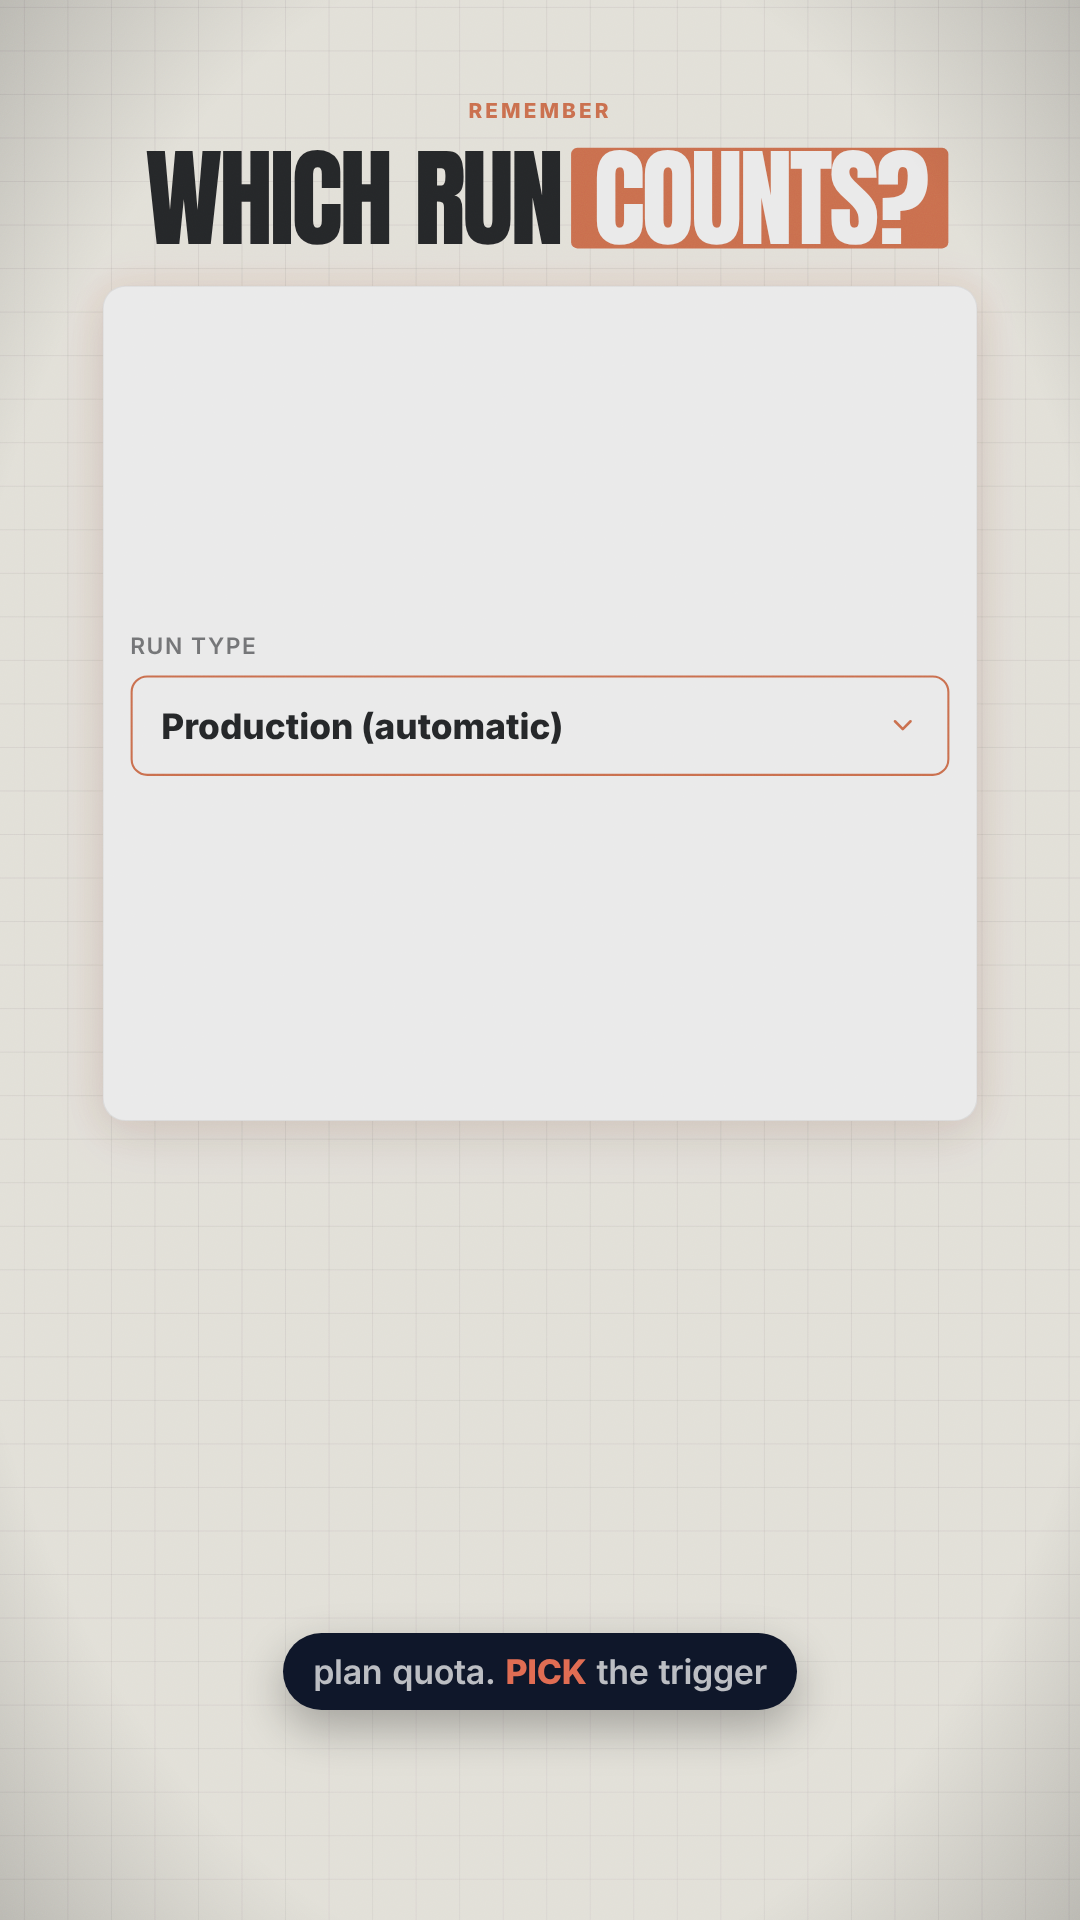 REMEMBER
WHICH RUN COUNTS?
RUN TYPE
Production (automatic)
plan quota. PICK the trigger